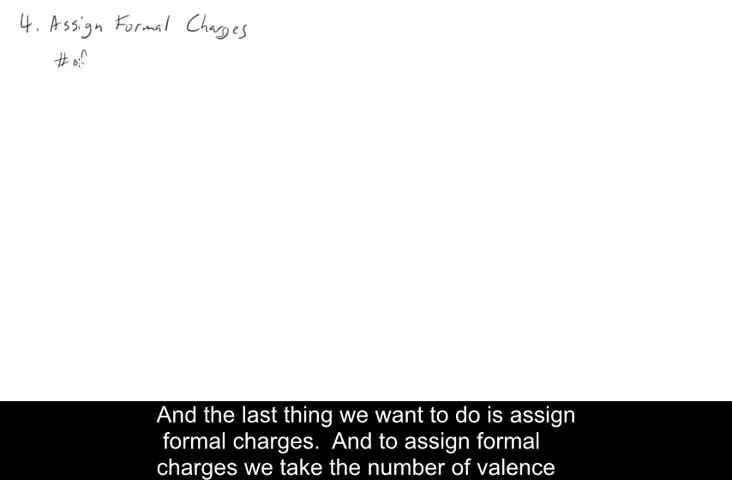 4. Assign Formal Charges
# of
And the last thing we want to do is assign
formal charges. And to assign formal
charges we take the number of valence